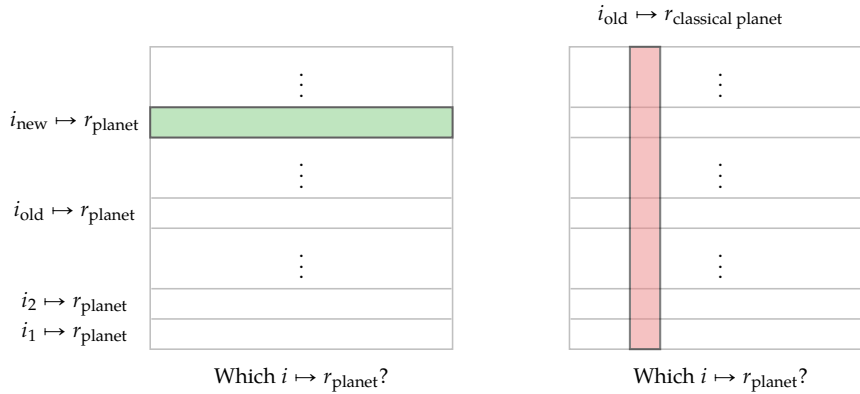 i_old ↦ r_classical planet
⋮
⋮
i_new ↦ r_planet
⋮
⋮
i_old ↦ r_planet
⋮
⋮
i_2 ↦ r_planet
i_1 ↦ r_planet
Which i ↦ r_planet?
Which i ↦ r_planet?